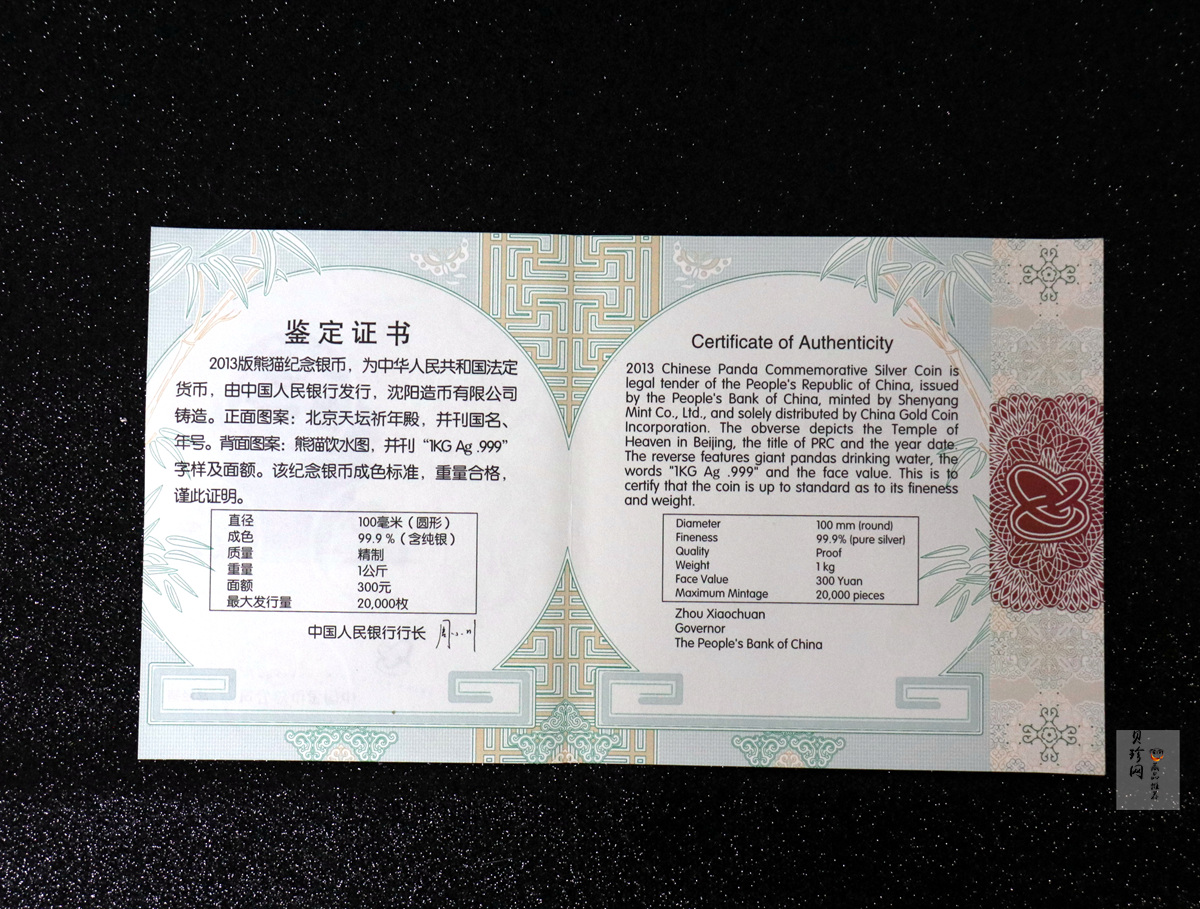 鉴定证书
2013版熊猫纪念银币，为中华人民共和国法定
货币，由中国人民银行发行，沈阳造币有限公司
铸造。正面图案：北京天坛祈年殿，并刊国名、
年号。背面图案：熊猫饮水图，并刊“1KG Ag .999”
字样及面额。该纪念银币成色标准，重量合格，
谨此证明。
直径 100毫米（圆形）
成色 99.9％（含纯银）
质量 精制
重量 1公斤
面额 300元
最大发行量 20,000枚
中国人民银行行长
Certificate of Authenticity
2013 Chinese Panda Commemorative Silver Coin is
legal tender of the People's Republic of China, issued
by the People's Bank of China, minted by Shenyang
Mint Co., Ltd., and solely distributed by China Gold Coin
Incorporation. The obverse depicts the Temple of
Heaven in Beijing, the title of PRC and the year date.
The reverse features giant pandas drinking water, the
words "1KG Ag .999" and the face value. This is to
certify that the coin is up to standard as to its fineness
and weight.
Diameter 100 mm (round)
Fineness 99.9% (pure silver)
Quality Proof
Weight 1 kg
Face Value 300 Yuan
Maximum Mintage 20,000 pieces
Zhou Xiaochuan
Governor
The People's Bank of China
贝珍网